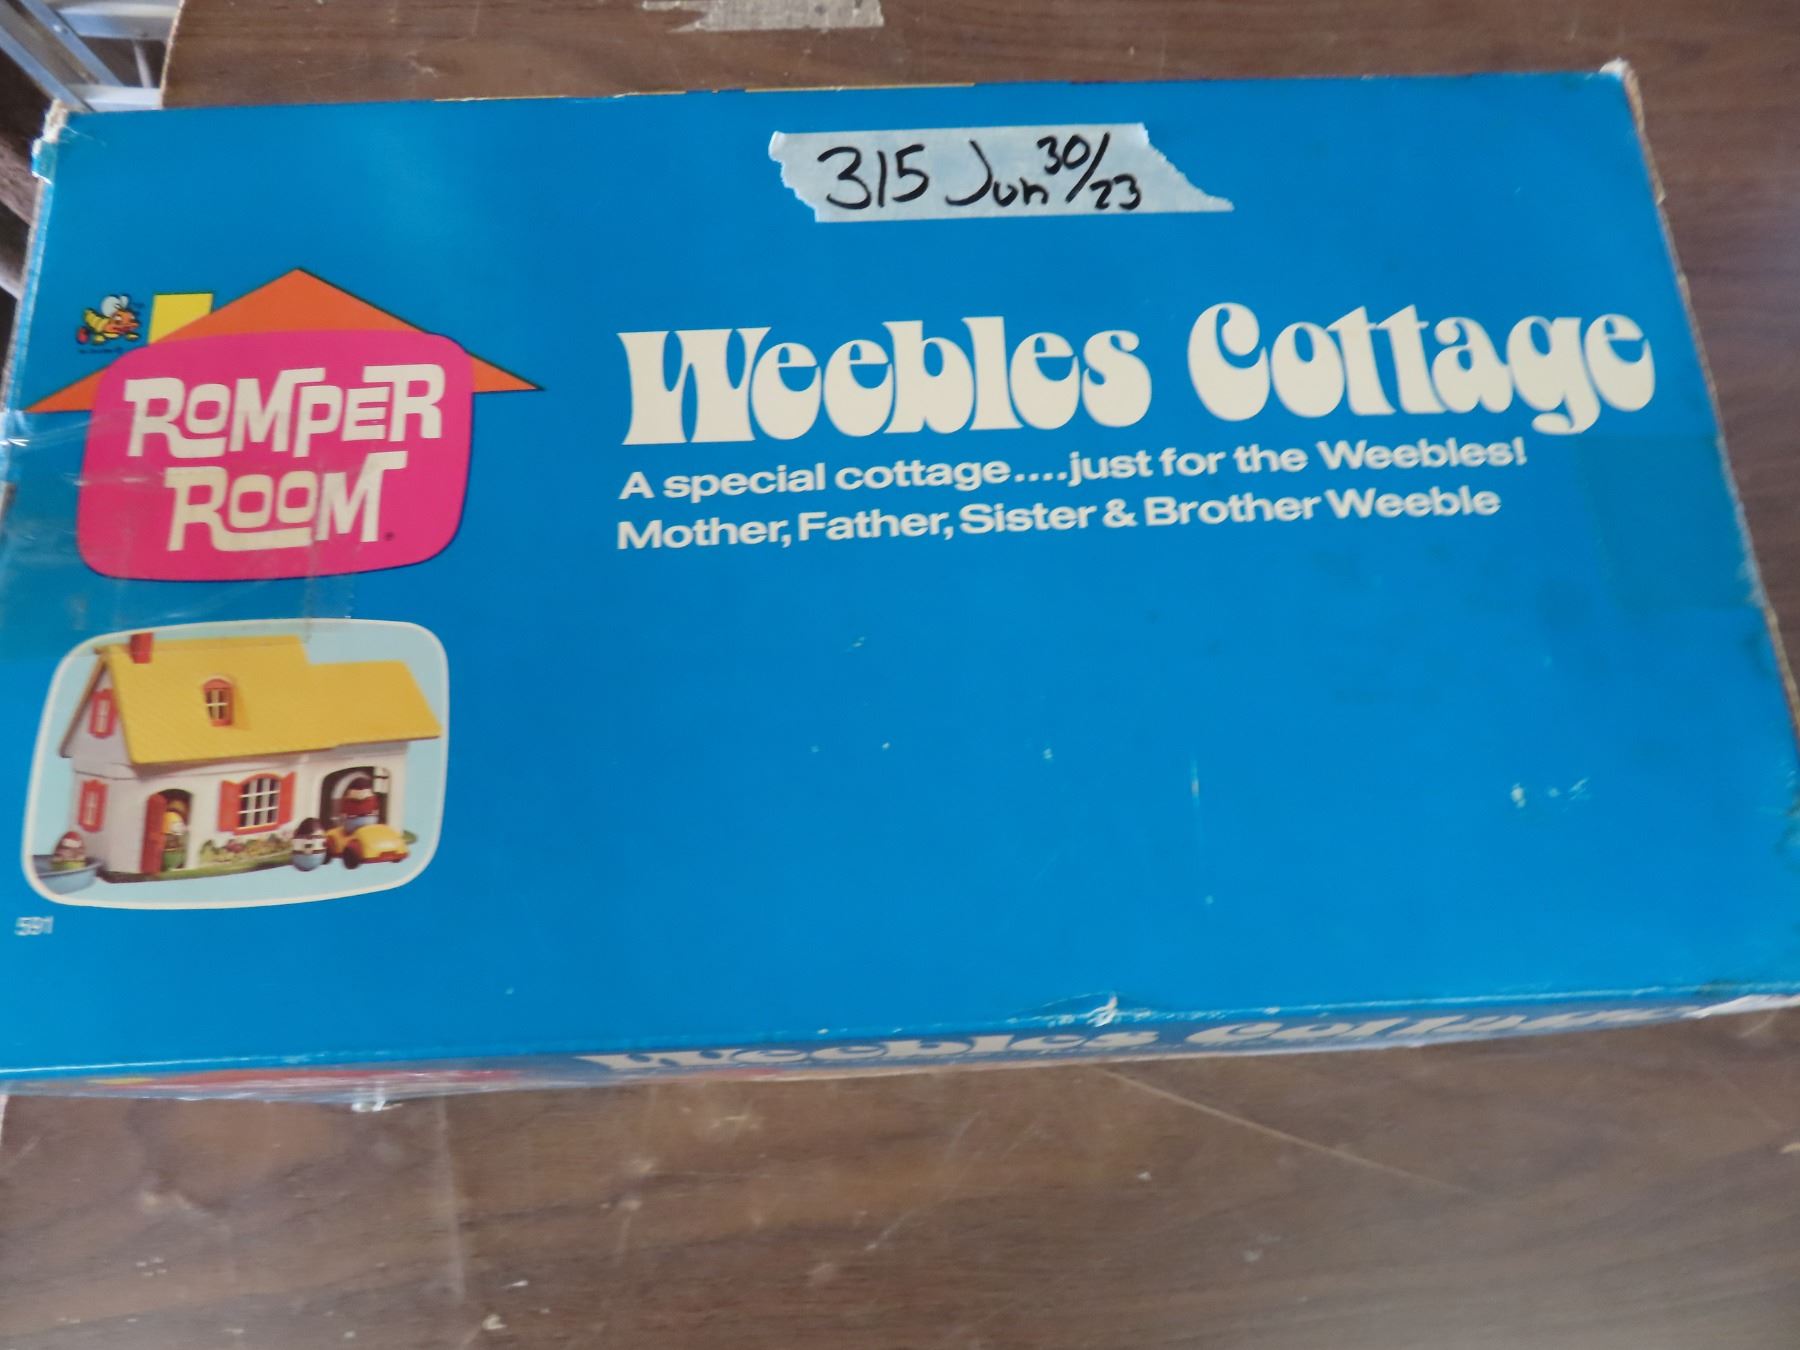 315 Jun 30/23
ROMPER
ROOM
Weebles Cottage
A special cottage....just for the Weebles!
Mother, Father, Sister & Brother Weeble
591
Weebles Cottage